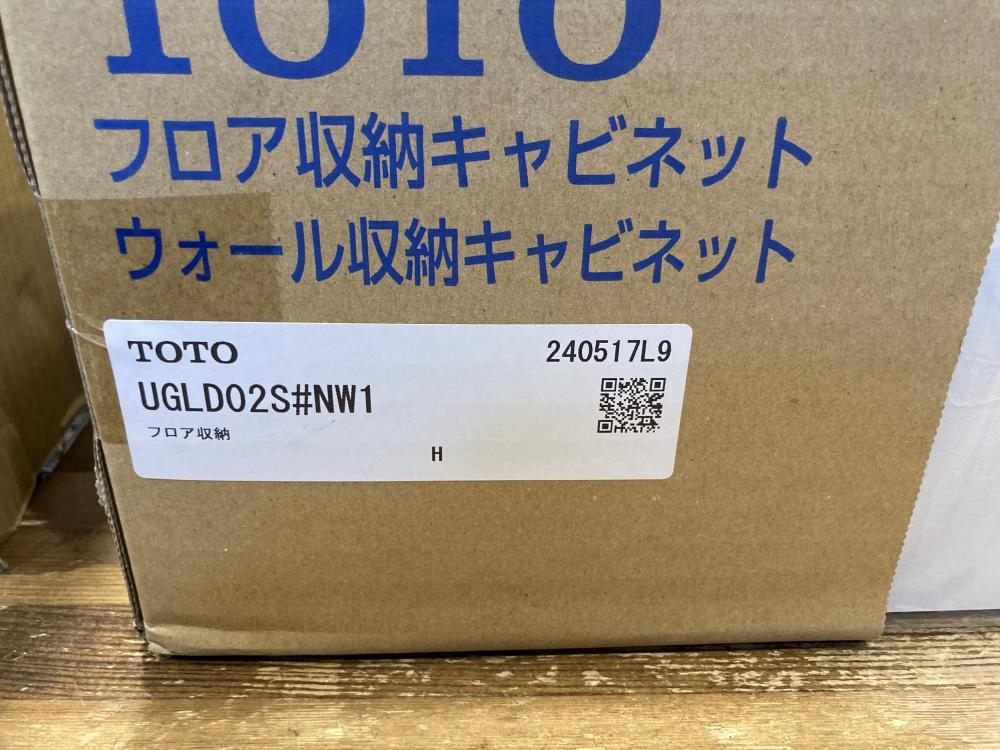 TOTO
フロア収納キャビネット
ウォール収納キャビネット
TOTO 240517L9
UGLD02S#NW1
フロア収納
H